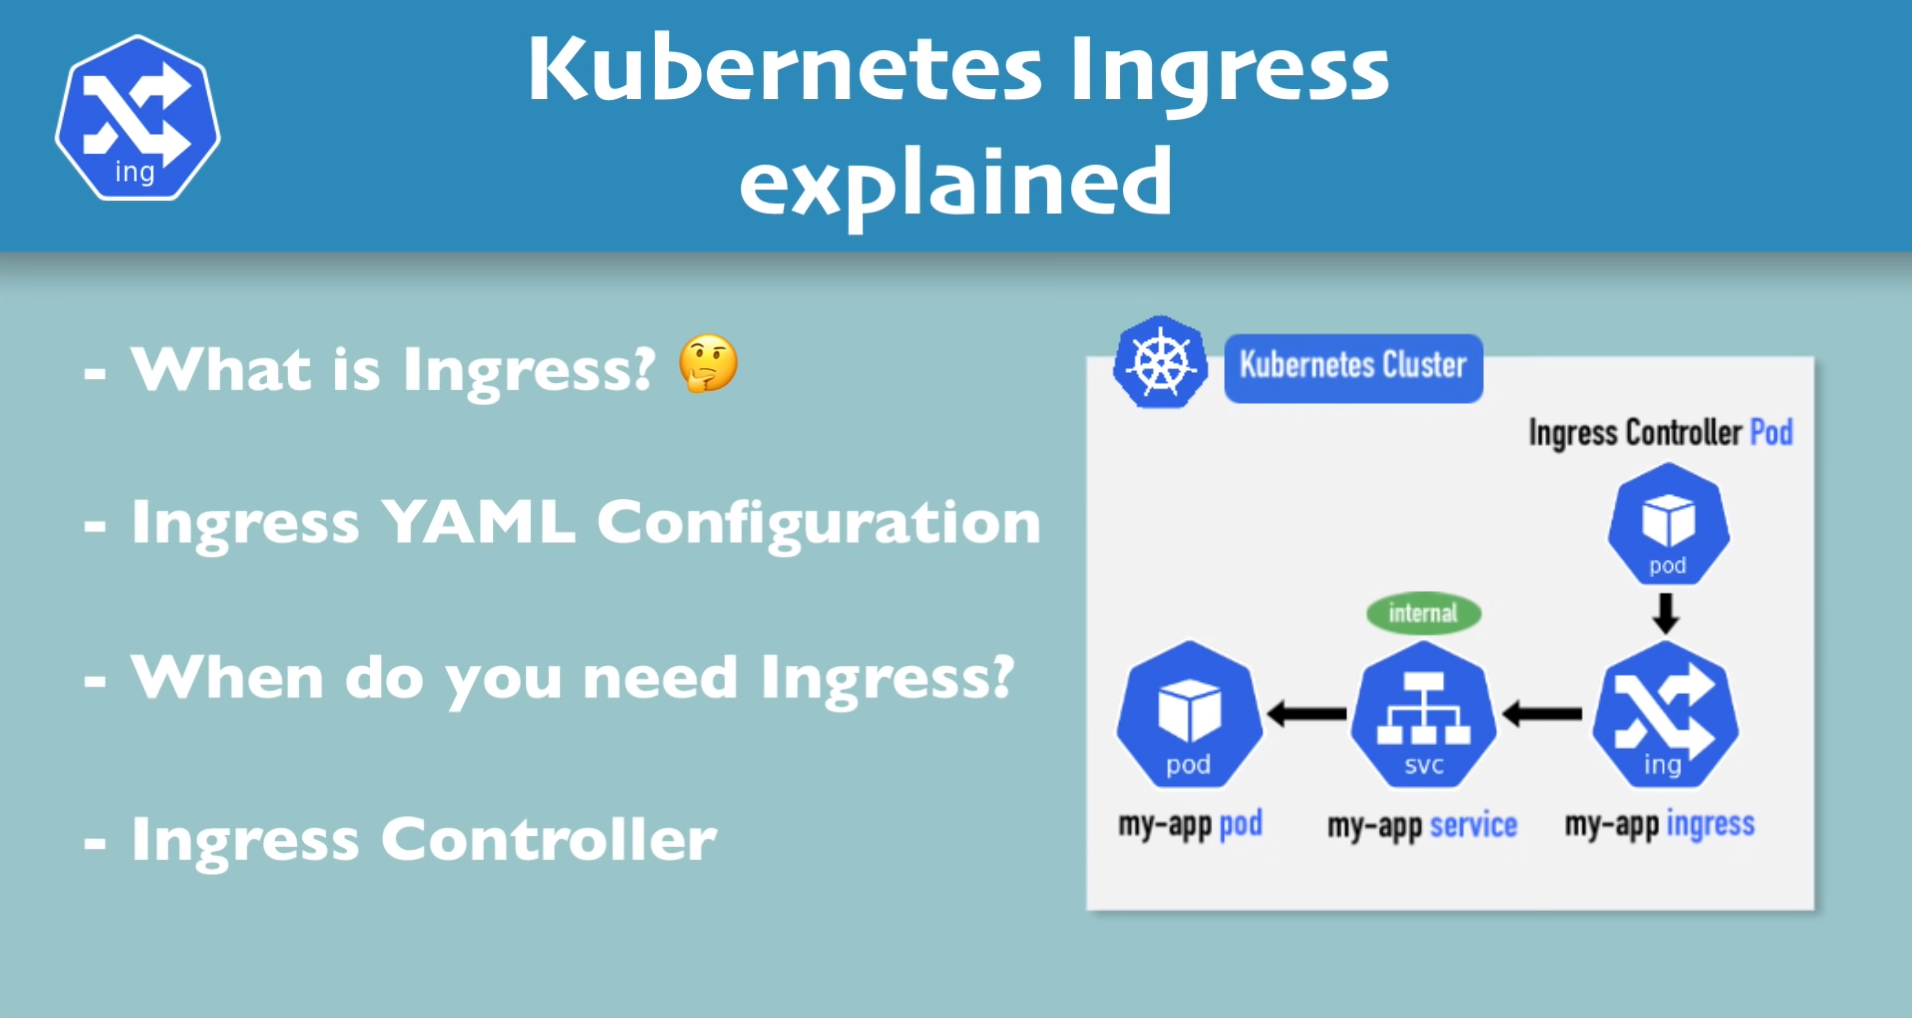 Kubernetes Ingress
explained
ing
- What is Ingress? 🤔
- Ingress YAML Configuration
- When do you need Ingress?
- Ingress Controller
Kubernetes Cluster
Ingress Controller Pod
pod
internal
pod
svc
ing
my-app pod
my-app service
my-app ingress